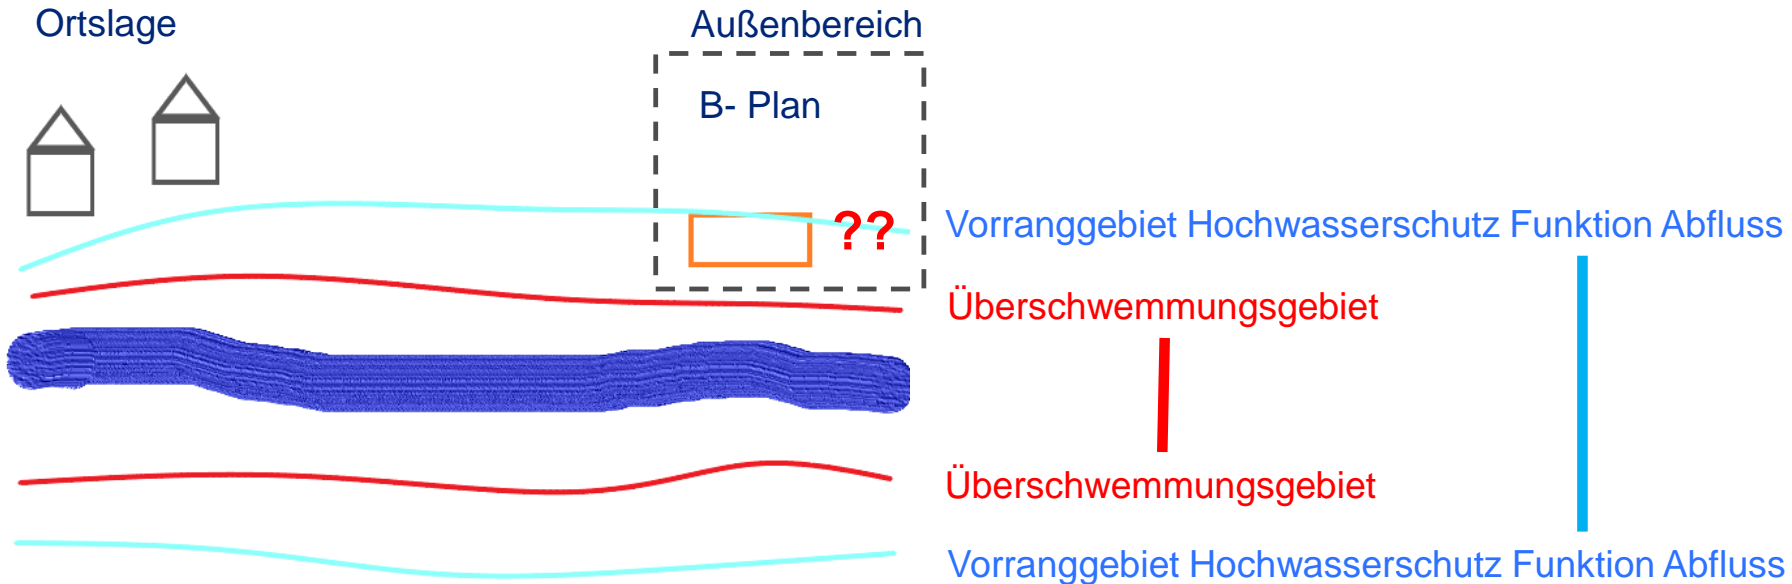 Ortslage
Außenbereich
B- Plan
??
Vorranggebiet Hochwasserschutz Funktion Abfluss
Überschwemmungsgebiet
Überschwemmungsgebiet
Vorranggebiet Hochwasserschutz Funktion Abfluss